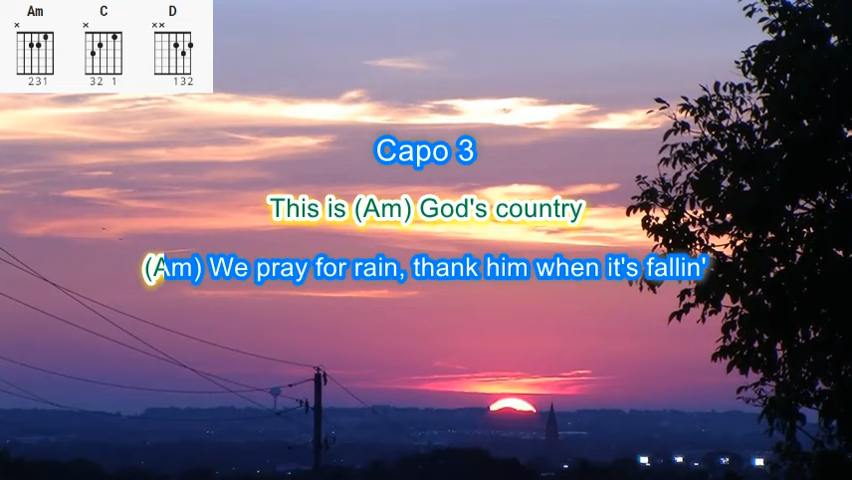 Am C D
x x xx
231 32 1 132
Capo 3
This is (Am) God's country
(Am) We pray for rain, thank him when it's fallin'